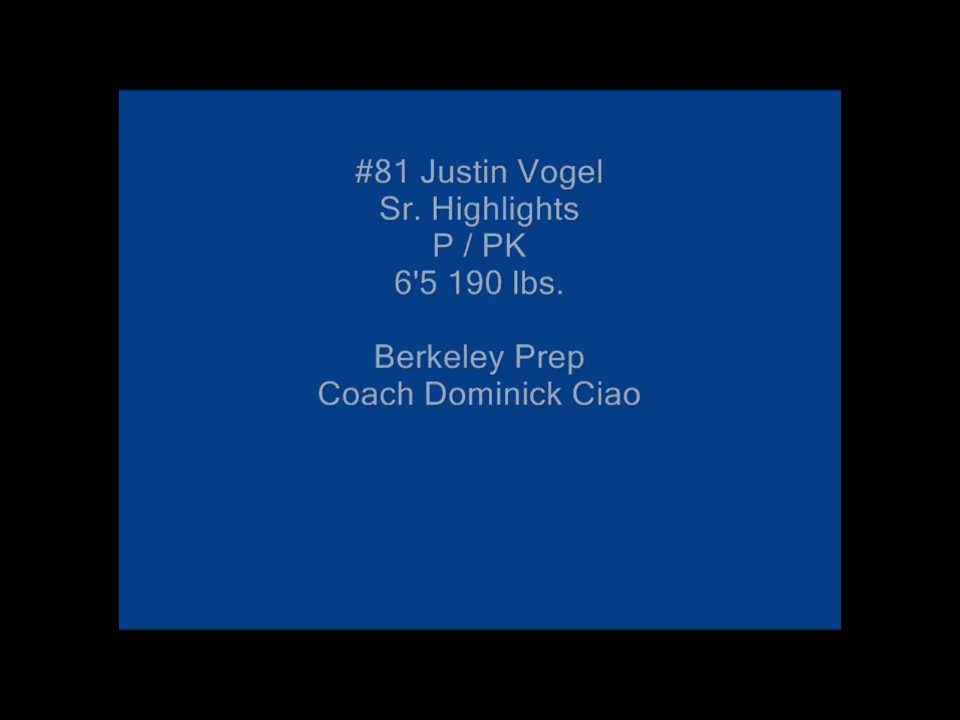 #81 Justin Vogel
Sr. Highlights
P / PK
6'5 190 lbs.
Berkeley Prep
Coach Dominick Ciao